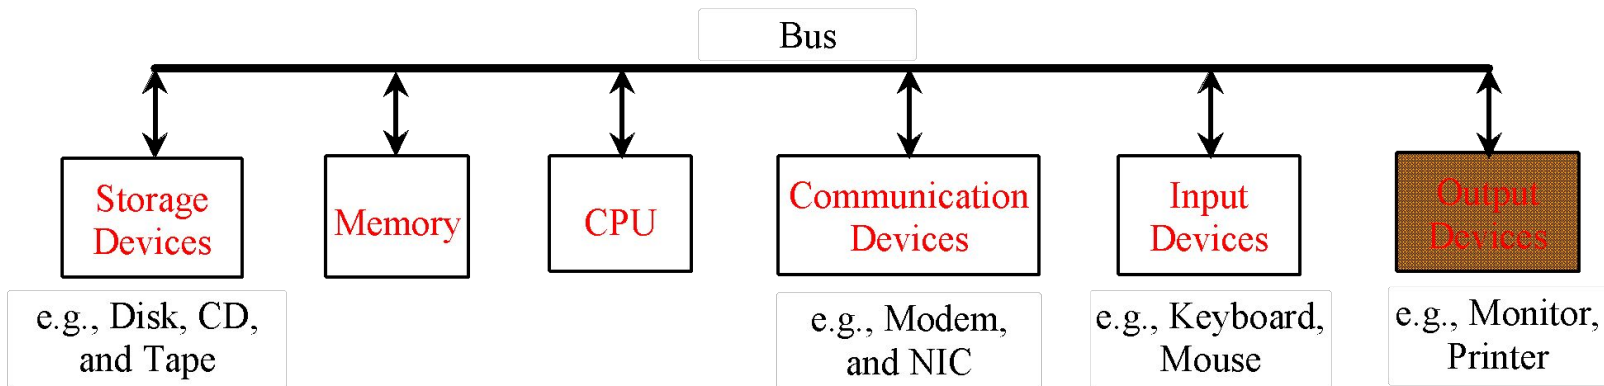 Bus
Storage
Devices
Memory
CPU
Communication
Devices
Input
Devices
Output
Devices
e.g., Disk, CD,
and Tape
e.g., Modem,
and NIC
e.g., Keyboard,
Mouse
e.g., Monitor,
Printer